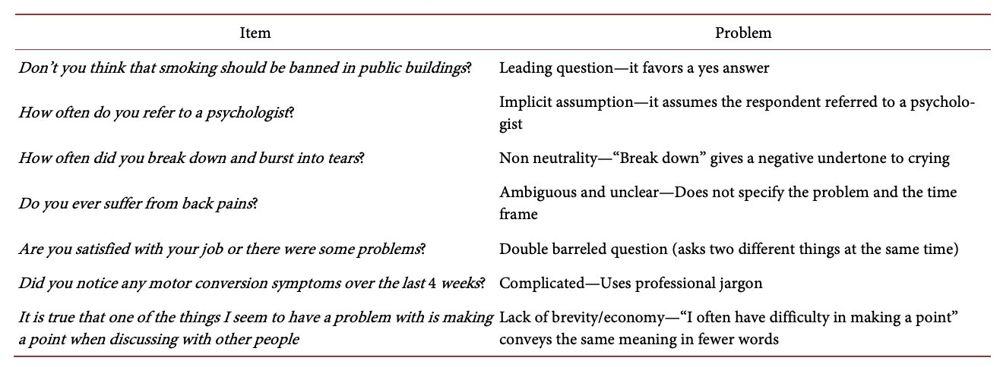 Item Problem
Don't you think that smoking should be banned in public buildings? Leading question—it favors a yes answer
How often do you refer to a psychologist? Implicit assumption—it assumes the respondent referred to a psycholo-
gist
How often did you break down and burst into tears? Non neutrality—“Break down” gives a negative undertone to crying
Do you ever suffer from back pains? Ambiguous and unclear—Does not specify the problem and the time
frame
Are you satisfied with your job or there were some problems? Double barreled question (asks two different things at the same time)
Did you notice any motor conversion symptoms over the last 4 weeks? Complicated—Uses professional jargon
It is true that one of the things I seem to have a problem with is making Lack of brevity/economy—“I often have difficulty in making a point”
a point when discussing with other people conveys the same meaning in fewer words